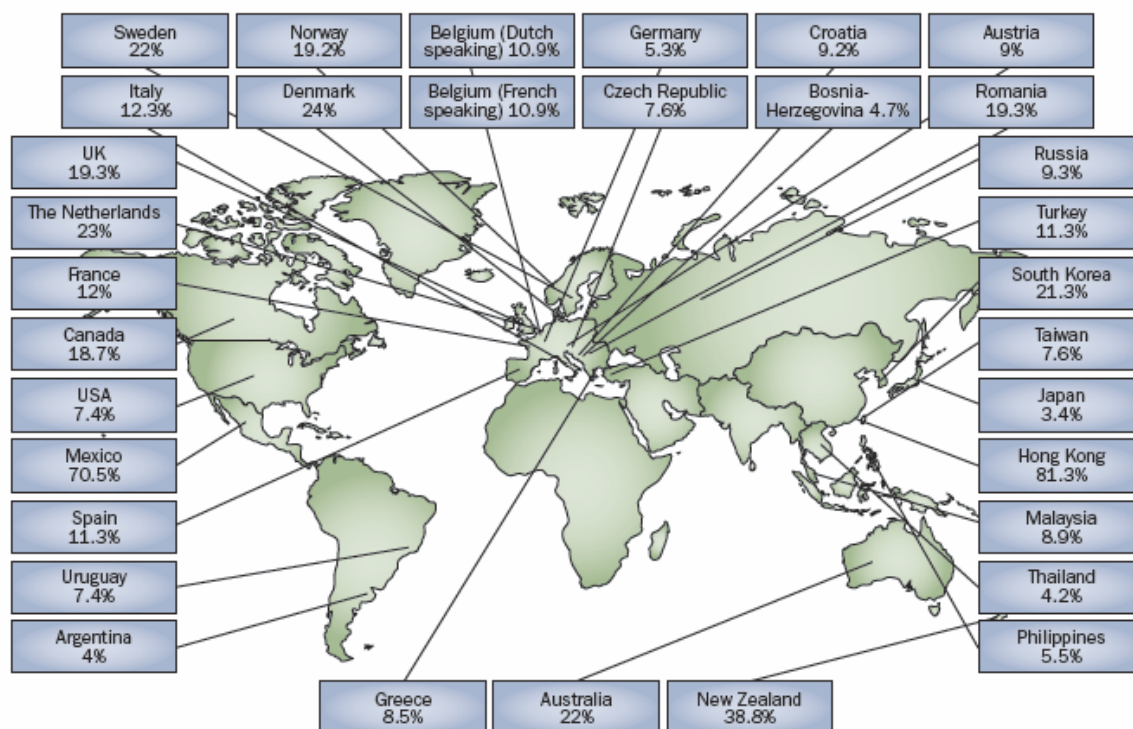 Sweden
22%
Norway
19.2%
Belgium (Dutch
speaking) 10.9%
Germany
5.3%
Croatia
9.2%
Austria
9%
Italy
12.3%
Denmark
24%
Belgium (French
speaking) 10.9%
Czech Republic
7.6%
Bosnia-
Herzegovina 4.7%
Romania
19.3%
UK
19.3%
Russia
9.3%
The Netherlands
23%
Turkey
11.3%
France
12%
South Korea
21.3%
Canada
18.7%
Taiwan
7.6%
USA
7.4%
Japan
3.4%
Mexico
70.5%
Hong Kong
81.3%
Spain
11.3%
Malaysia
8.9%
Uruguay
7.4%
Thailand
4.2%
Argentina
4%
Philippines
5.5%
Greece
8.5%
Australia
22%
New Zealand
38.8%